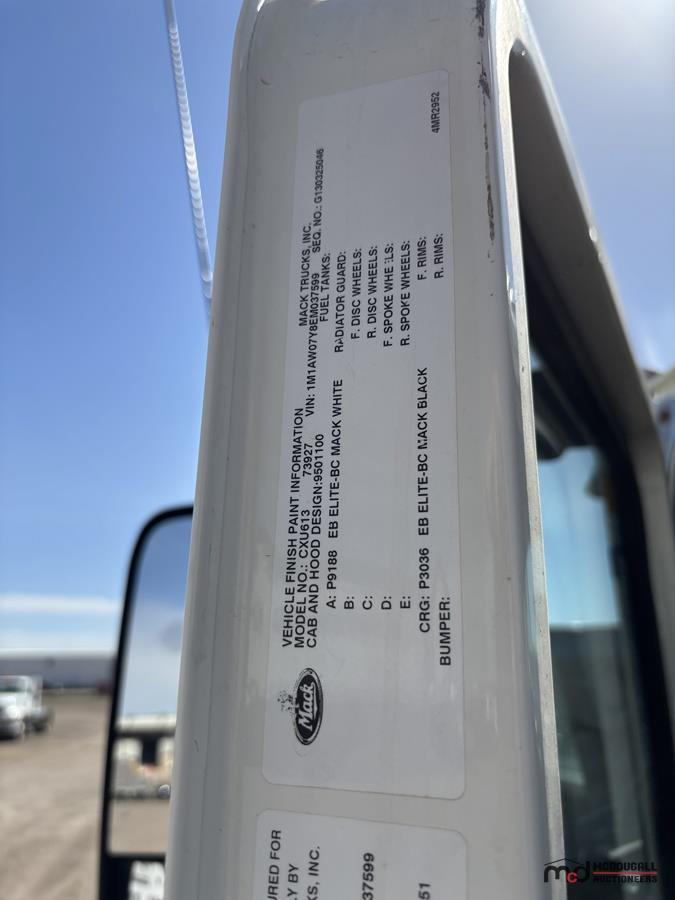 VEHICLE FINISH PAINT INFORMATION MACK TRUCKS, INC.
MODEL NO.: CXU613 73927 VIN: 1M1AW07Y8EM037599 SEQ. NO.: G130325046
CAB AND HOOD DESIGN:9501100 FUEL TANKS:
A: P9188 EB ELITE-BC MACK WHITE RADIATOR GUARD:
B: F. DISC WHEELS:
C: R. DISC WHEELS:
D: F. SPOKE WHEELS:
E: R. SPOKE WHEELS:
CRG: P3036 EB ELITE-BC MACK BLACK F. RIMS:
BUMPER: R. RIMS: 4MR2952
Mack
URED FOR
LY BY
KS, INC.
37599
51
mcd MCDOUGALL
AUCTIONEERS